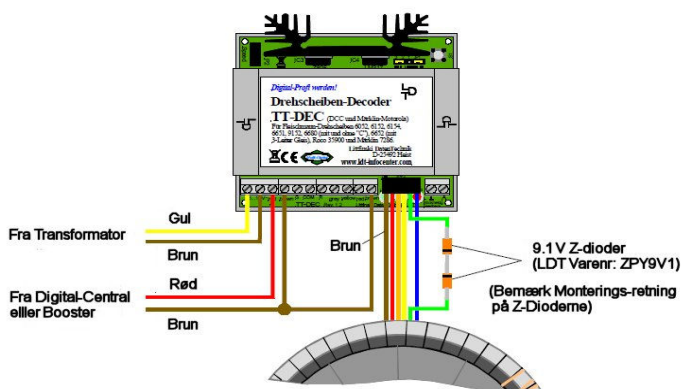 Digital-Profi werden!
Drehscheiben-Decoder
TT-DEC (DCC und Märklin-Motorola)
Für Fleischmann-Drehscheiben 6052, 6152, 6154,
6651, 9152, 6680 (mit und ohne "C"), 6652 (mit
3-Leiter Gleis), Roco 35900 und Märklin 7286.
Littfinski DatenTechnik
D-25492 Heist
www.ldt-infocenter.com
TT-DEC
Gul
Fra Transformator
Brun
Brun
9.1 V Z-dioder
(LDT Varenr: ZPY9V1)
Rød
(Bemærk Monterings-retning
på Z-Dioderne)
Fra Digital-Central
elller Booster
Brun